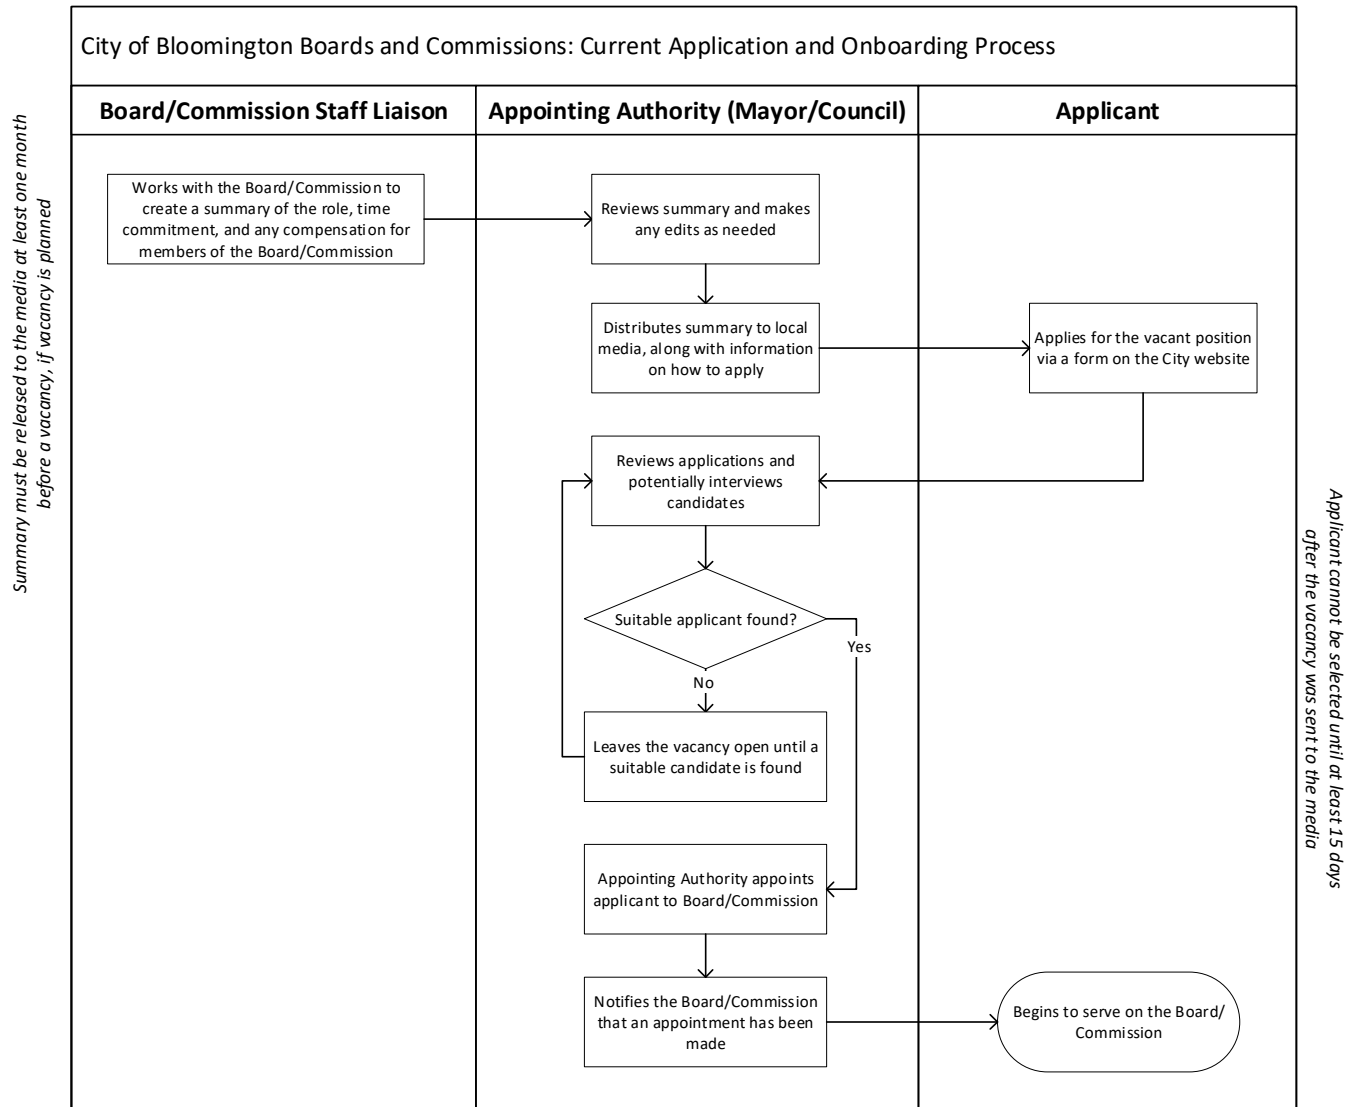 City of Bloomington Boards and Commissions: Current Application and Onboarding Process
Board/Commission Staff Liaison
Appointing Authority (Mayor/Council)
Applicant
Summary must be released to the media at least one month
before a vacancy, if vacancy is planned
Works with the Board/Commission to
create a summary of the role, time
commitment, and any compensation for
members of the Board/Commission
Reviews summary and makes
any edits as needed
Distributes summary to local
media, along with information
on how to apply
Applies for the vacant position
via a form on the City website
Reviews applications and
potentially interviews
candidates
Suitable applicant found?
Yes
No
Leaves the vacancy open until a
suitable candidate is found
Appointing Authority appoints
applicant to Board/Commission
Notifies the Board/Commission
that an appointment has been
made
Begins to serve on the Board/
Commission
Applicant cannot be selected until at least 15 days
after the vacancy was sent to the media